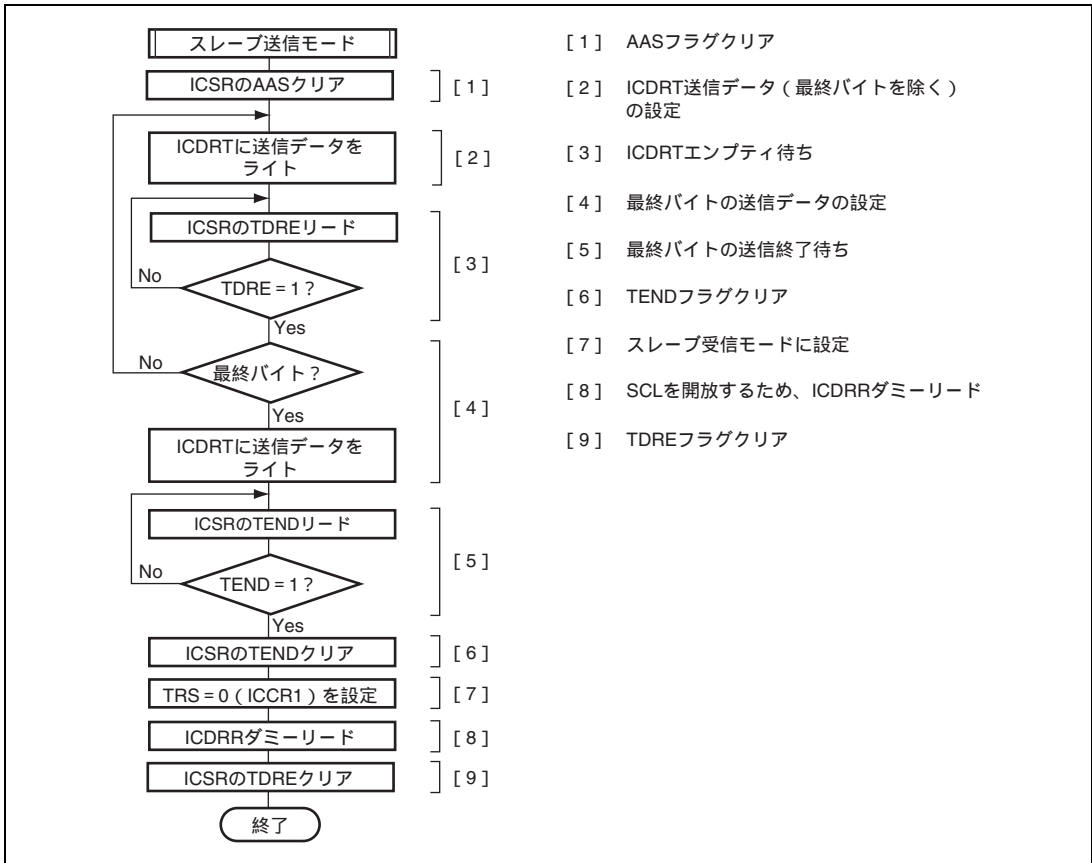 スレーブ送信モード
ICSRのAASクリア
[ 1 ]
ICDRTに送信データを
ライト
[ 2 ]
ICSRのTDREリード
[ 3 ]
No
TDRE = 1 ?
Yes
No
最終バイト ?
[ 4 ]
Yes
ICDRTに送信データを
ライト
ICSRのTENDリード
[ 5 ]
No
TEND = 1 ?
Yes
ICSRのTENDクリア
[ 6 ]
TRS = 0 ( ICCR1 ) を設定
[ 7 ]
ICDRRダミーリード
[ 8 ]
ICSRのTDREクリア
[ 9 ]
終了
[ 1 ] AASフラグクリア
[ 2 ] ICDRT送信データ ( 最終バイトを除く )
の設定
[ 3 ] ICDRTエンプティ待ち
[ 4 ] 最終バイトの送信データの設定
[ 5 ] 最終バイトの送信終了待ち
[ 6 ] TENDフラグクリア
[ 7 ] スレーブ受信モードに設定
[ 8 ] SCLを開放するため、ICDRRダミーリード
[ 9 ] TDREフラグクリア